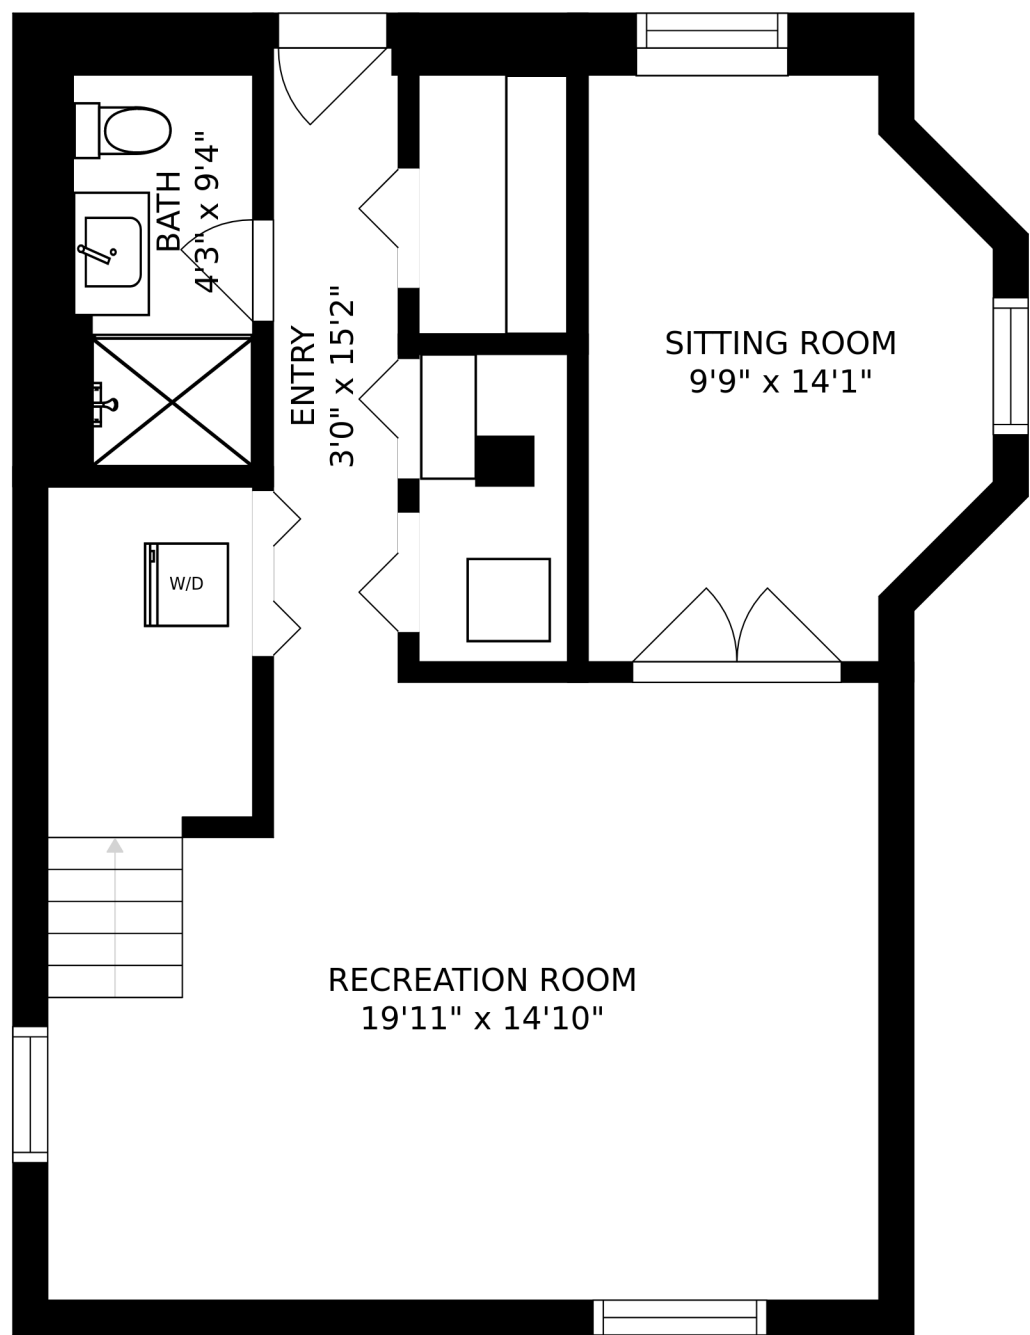 BATH
4'3" x 9'4"
ENTRY
3'0" x 15'2"
SITTING ROOM
9'9" x 14'1"
W/D
RECREATION ROOM
19'11" x 14'10"